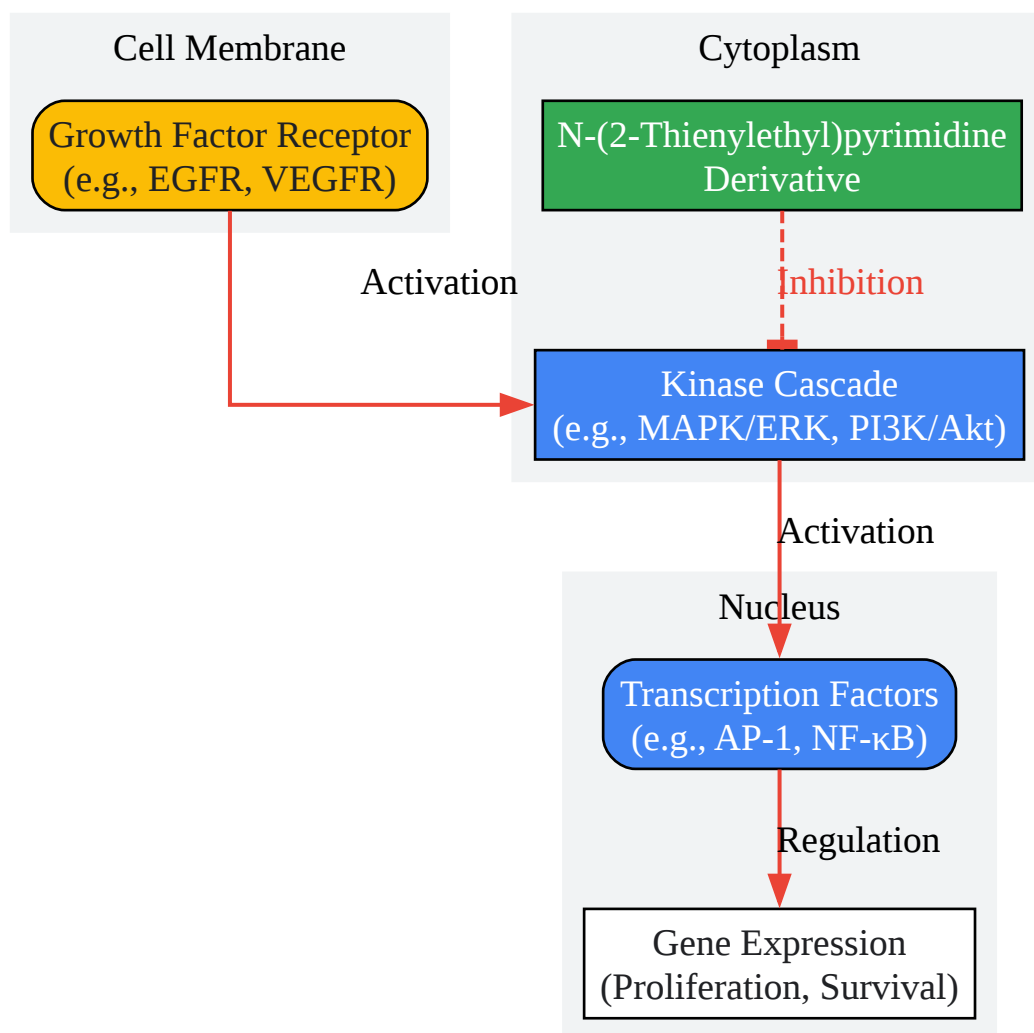 Cell Membrane
Growth Factor Receptor
(e.g., EGFR, VEGFR)
Cytoplasm
N-(2-Thienylethyl)pyrimidine
Derivative
Activation
Inhibition
Kinase Cascade
(e.g., MAPK/ERK, PI3K/Akt)
Activation
Nucleus
Transcription Factors
(e.g., AP-1, NF-κB)
Regulation
Gene Expression
(Proliferation, Survival)